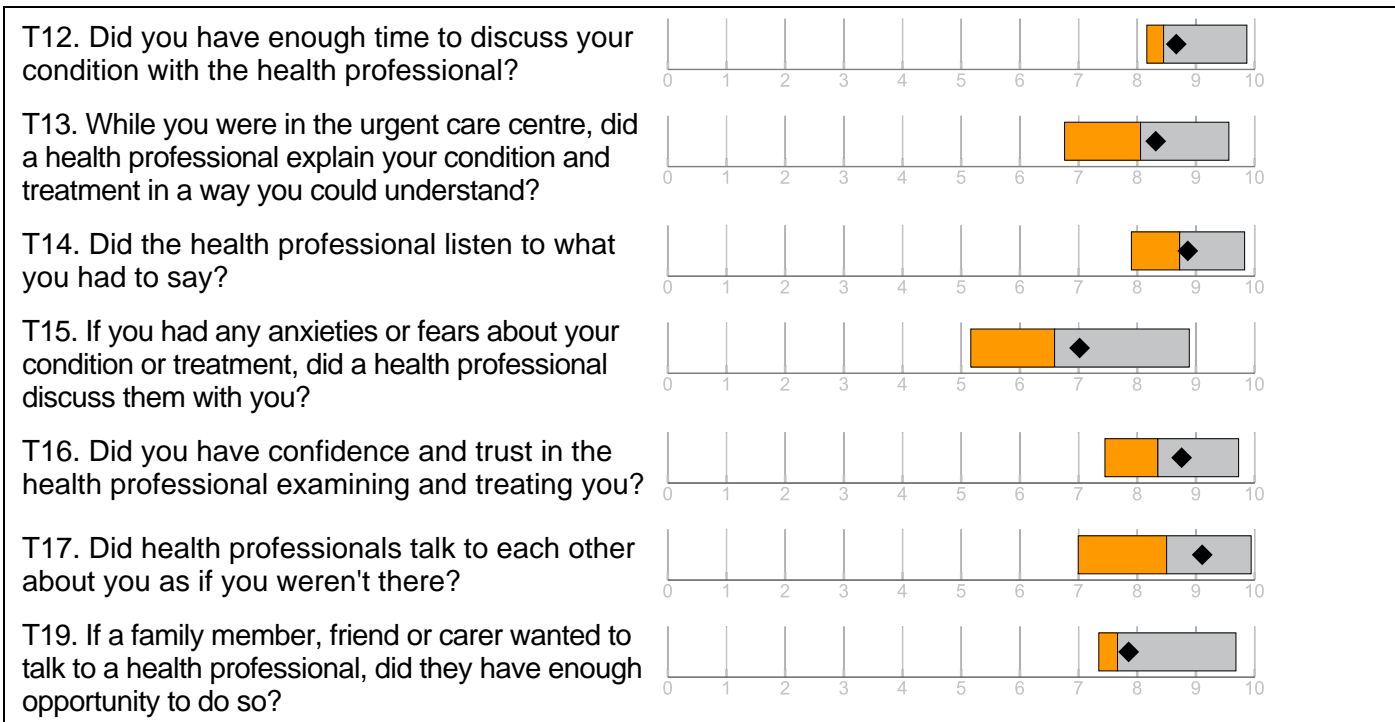 T12. Did you have enough time to discuss your
condition with the health professional?
0 1 2 3 4 5 6 7 8 9 10
T13. While you were in the urgent care centre, did
a health professional explain your condition and
treatment in a way you could understand?
0 1 2 3 4 5 6 7 8 9 10
T14. Did the health professional listen to what
you had to say?
0 1 2 3 4 5 6 7 8 9 10
T15. If you had any anxieties or fears about your
condition or treatment, did a health professional
discuss them with you?
0 1 2 3 4 5 6 7 8 9 10
T16. Did you have confidence and trust in the
health professional examining and treating you?
0 1 2 3 4 5 6 7 8 9 10
T17. Did health professionals talk to each other
about you as if you weren't there?
0 1 2 3 4 5 6 7 8 9 10
T19. If a family member, friend or carer wanted to
talk to a health professional, did they have enough
opportunity to do so?
0 1 2 3 4 5 6 7 8 9 10